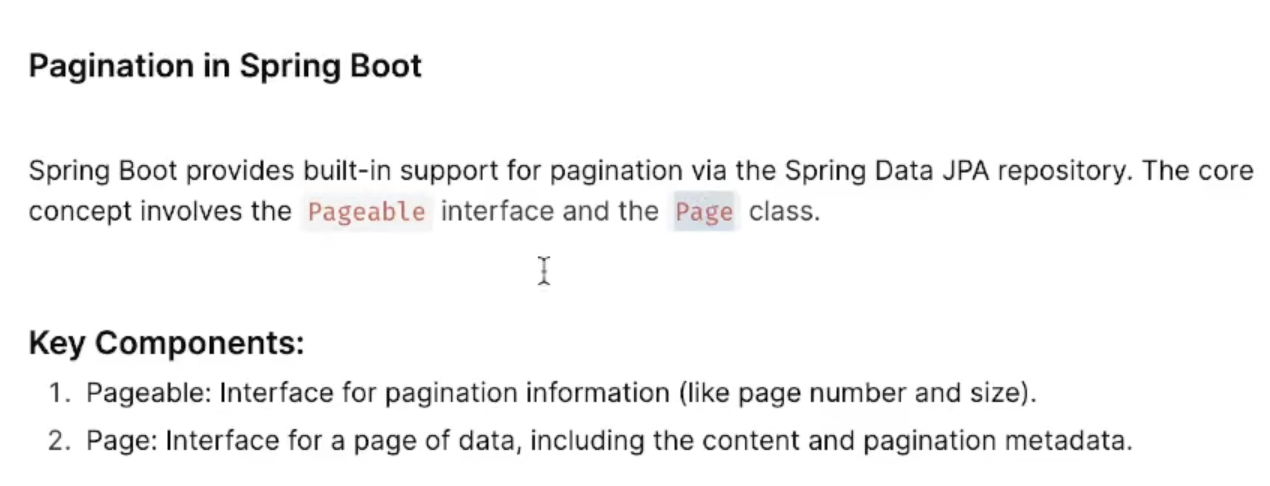 Pagination in Spring Boot
Spring Boot provides built-in support for pagination via the Spring Data JPA repository. The core
concept involves the Pageable interface and the Page class.
Key Components:
1. Pageable: Interface for pagination information (like page number and size).
2. Page: Interface for a page of data, including the content and pagination metadata.